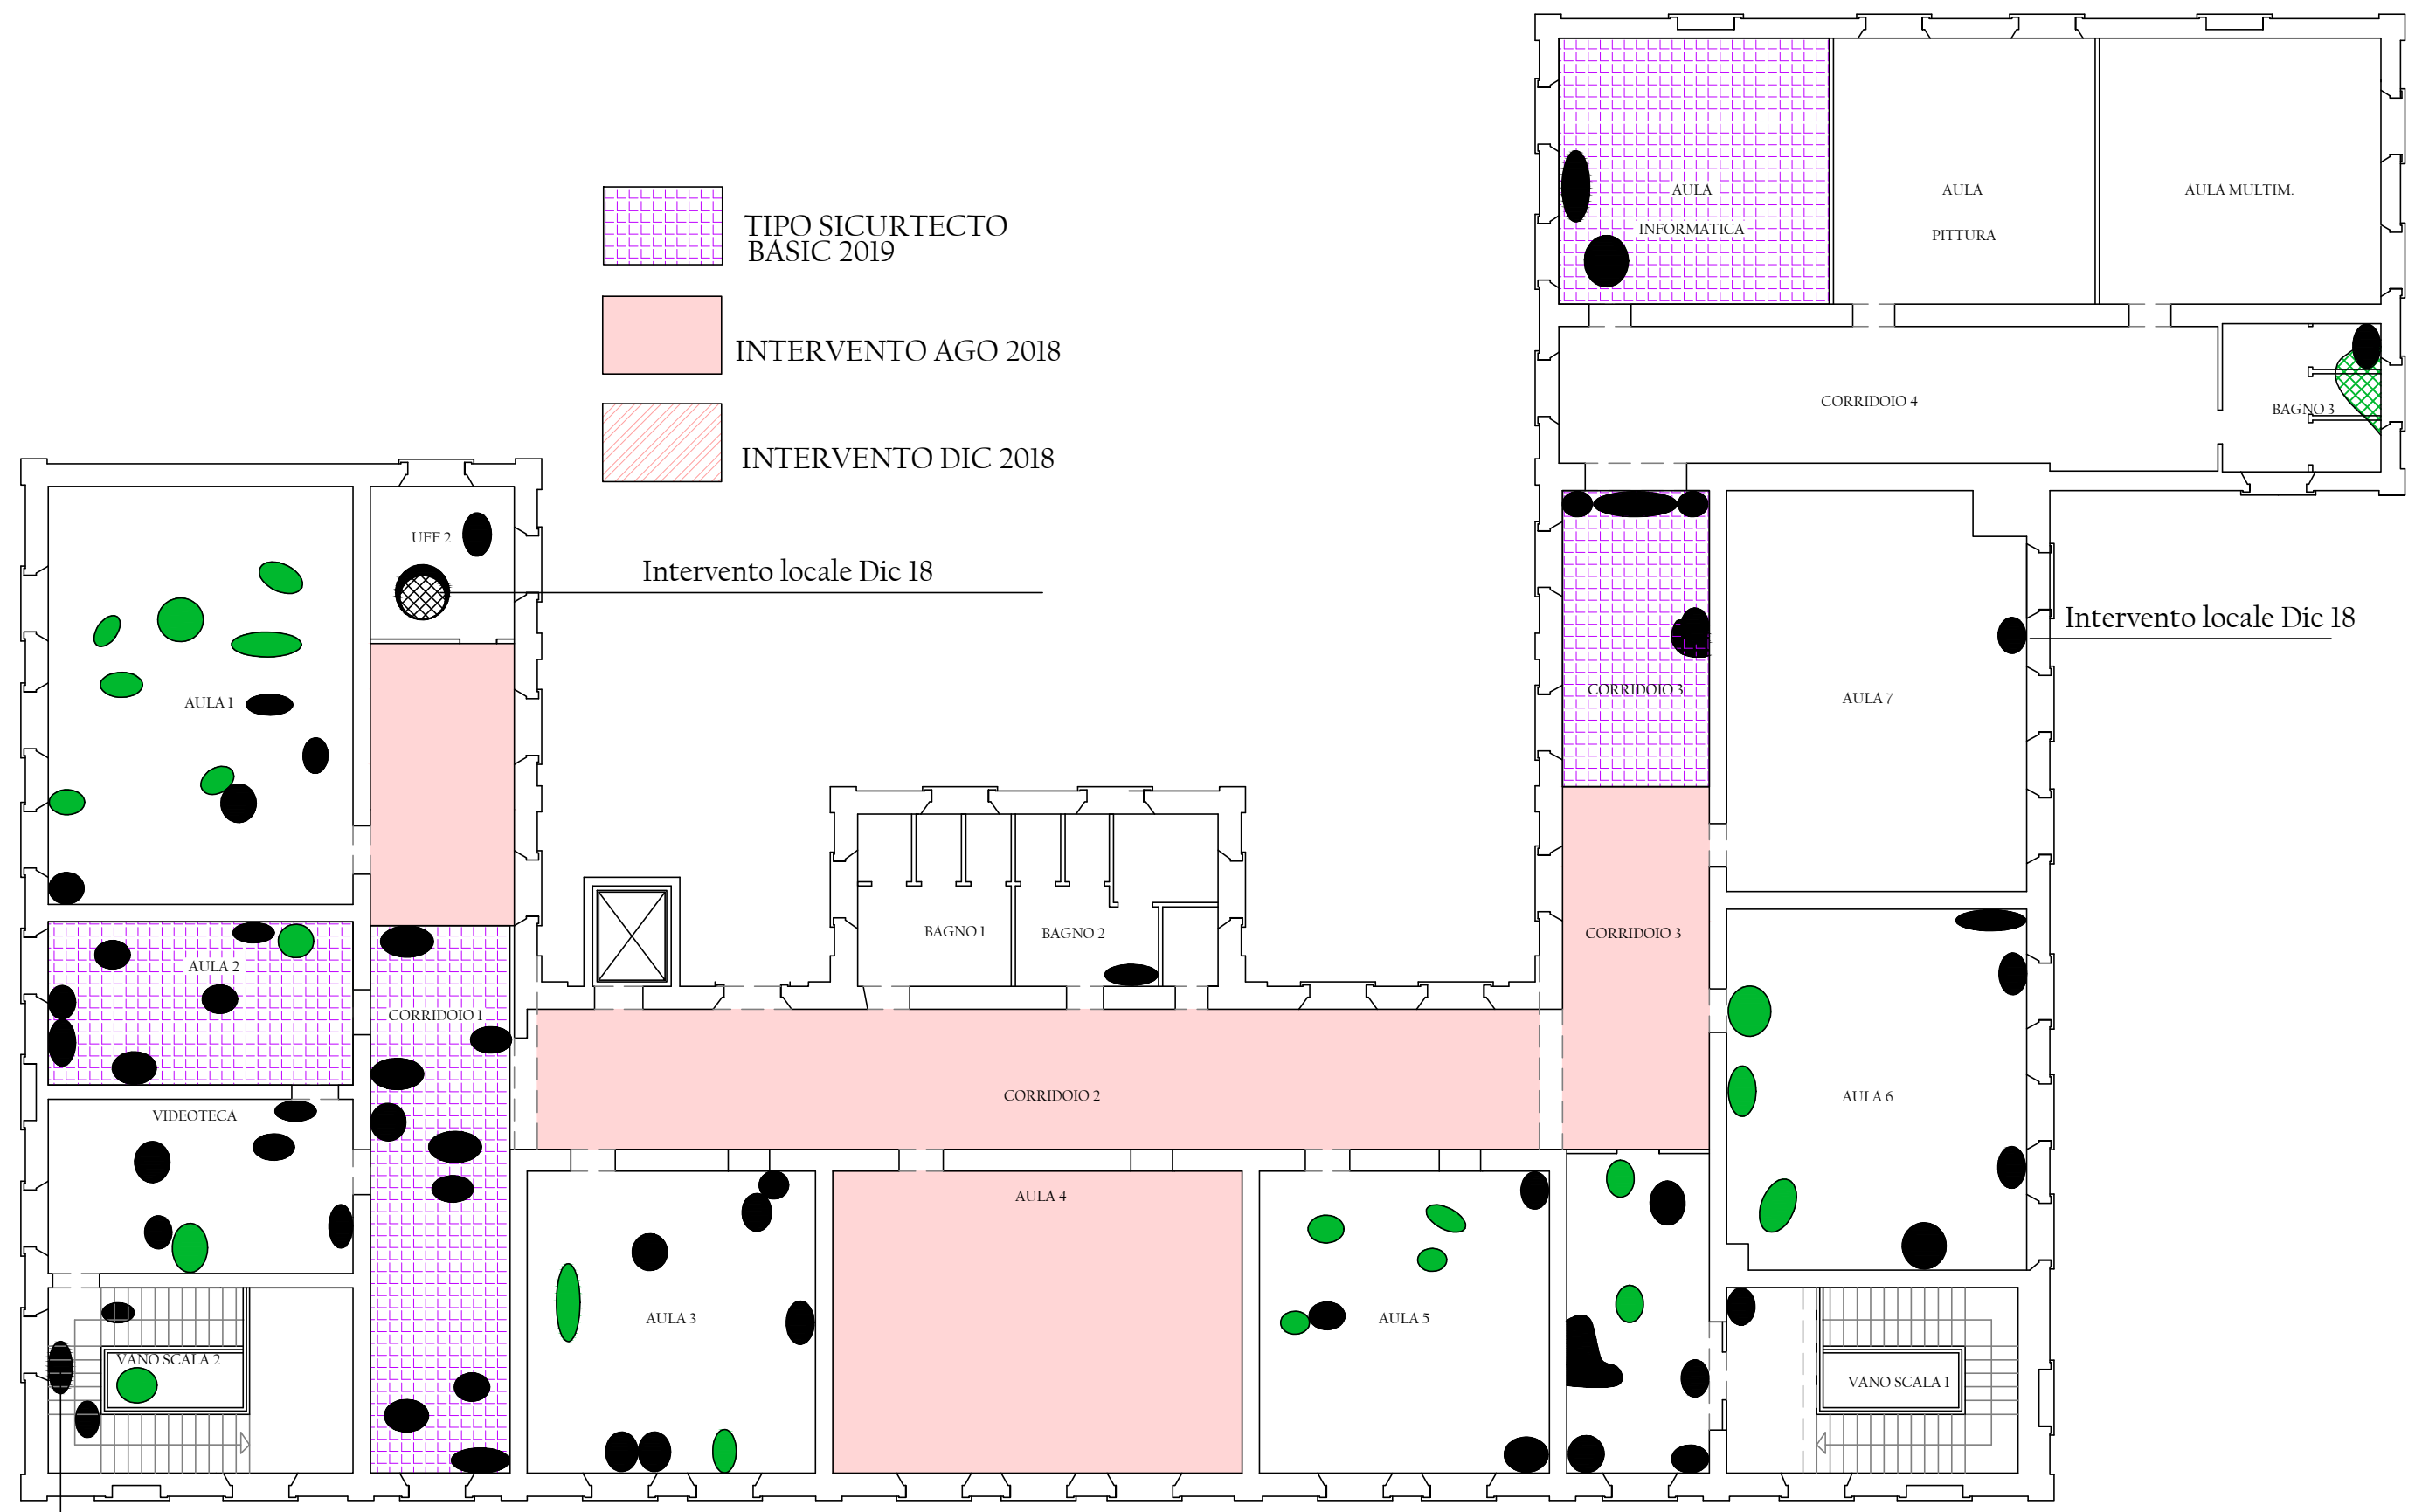 AULA
INFORMATICA
AULA
PITTURA
AULA MULTIM.
TIPO SICURTECTO
BASIC 2019
INTERVENTO AGO 2018
INTERVENTO DIC 2018
CORRIDOIO 4
BAGNO 3
UFF 2
Intervento locale Dic 18
Intervento locale Dic 18
AULA 1
CORRIDOIO 3
AULA 7
AULA 2
BAGNO 1
BAGNO 2
CORRIDOIO 3
CORRIDOIO 1
CORRIDOIO 2
AULA 6
VIDEOTECA
AULA 4
AULA 3
AULA 5
VANO SCALA 2
VANO SCALA 1